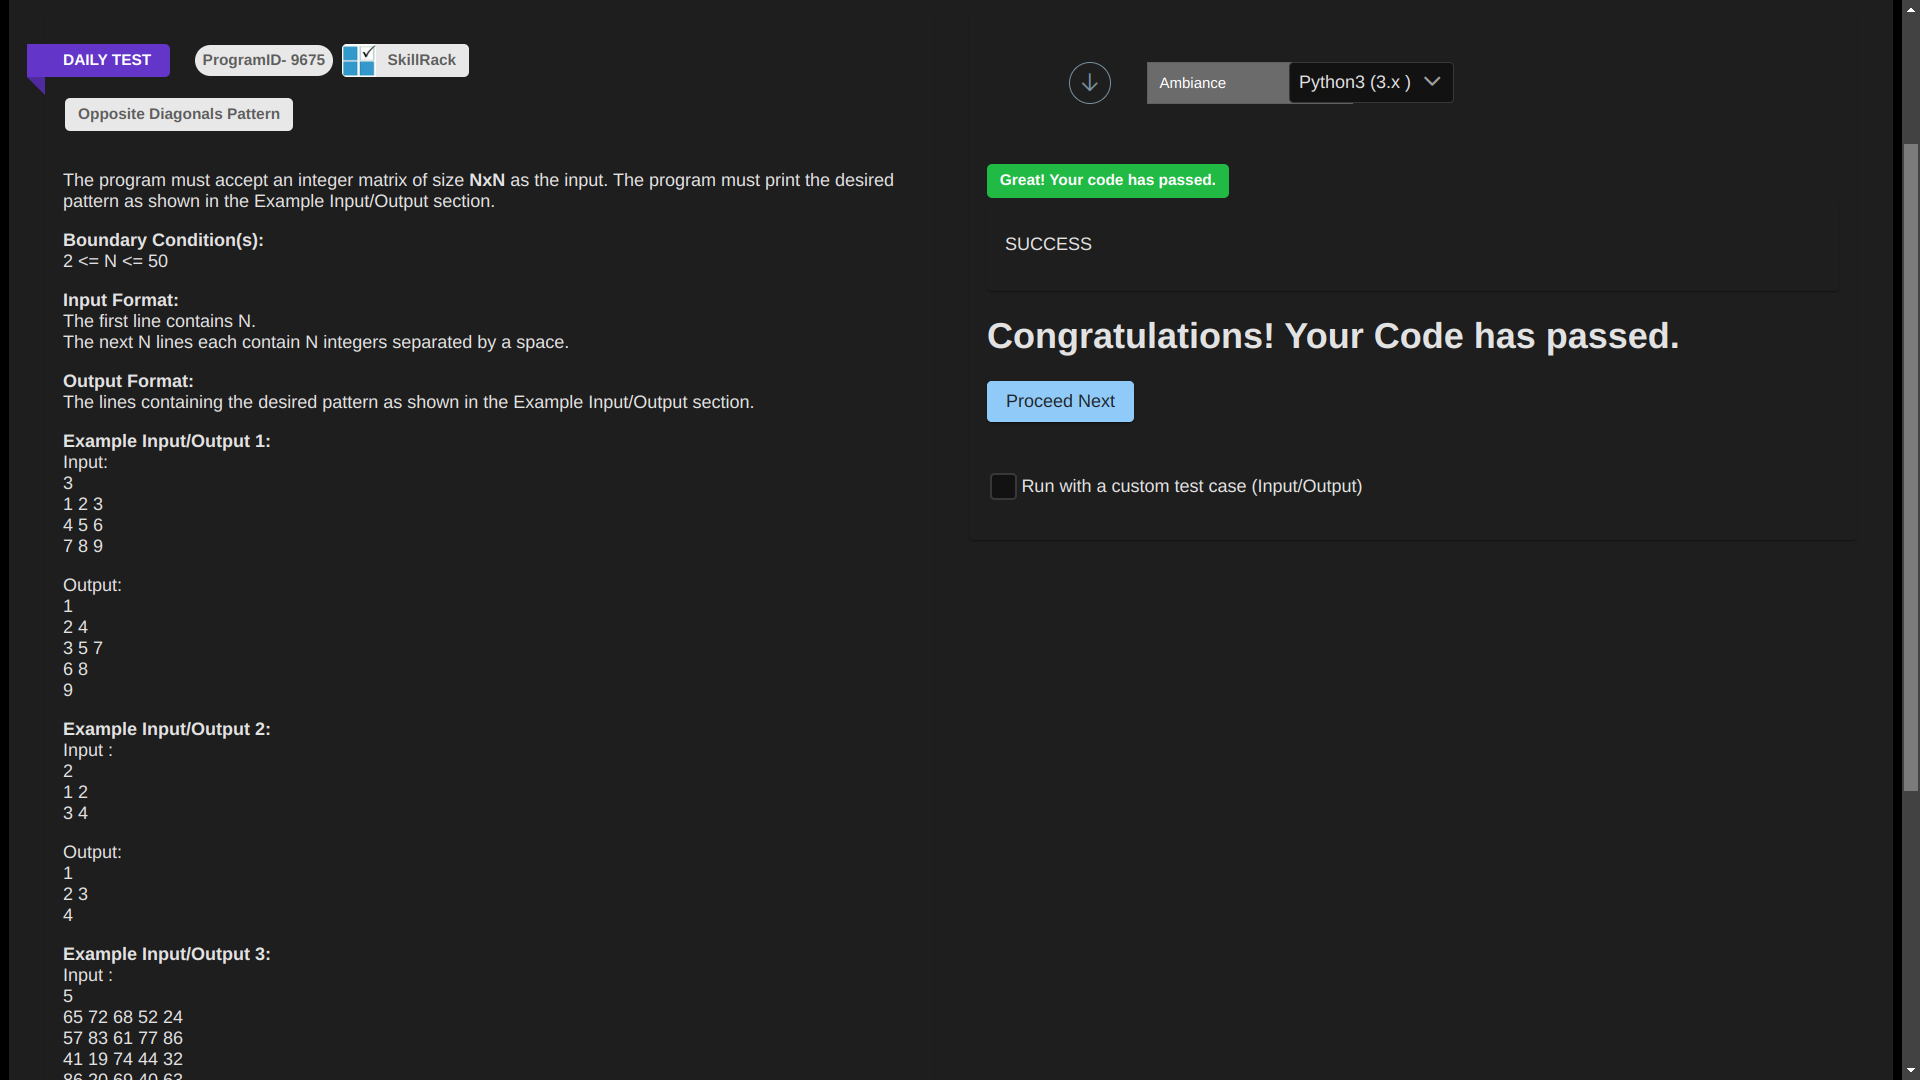 DAILY TEST
ProgramID- 9675
SkillRack
Opposite Diagonals Pattern
The program must accept an integer matrix of size NxN as the input. The program must print the desired
pattern as shown in the Example Input/Output section.
Boundary Condition(s):
2 <= N <= 50
Input Format:
The first line contains N.
The next N lines each contain N integers separated by a space.
Output Format:
The lines containing the desired pattern as shown in the Example Input/Output section.
Example Input/Output 1:
Input:
3
1 2 3
4 5 6
7 8 9
Output:
1
2 4
3 5 7
6 8
9
Example Input/Output 2:
Input :
2
1 2
3 4
Output:
1
2 3
4
Example Input/Output 3:
Input :
5
65 72 68 52 24
57 83 61 77 86
41 19 74 44 32
86 20 69 40 63
Ambiance
Python3 (3.x )
Great! Your code has passed.
SUCCESS
Congratulations! Your Code has passed.
Proceed Next
Run with a custom test case (Input/Output)